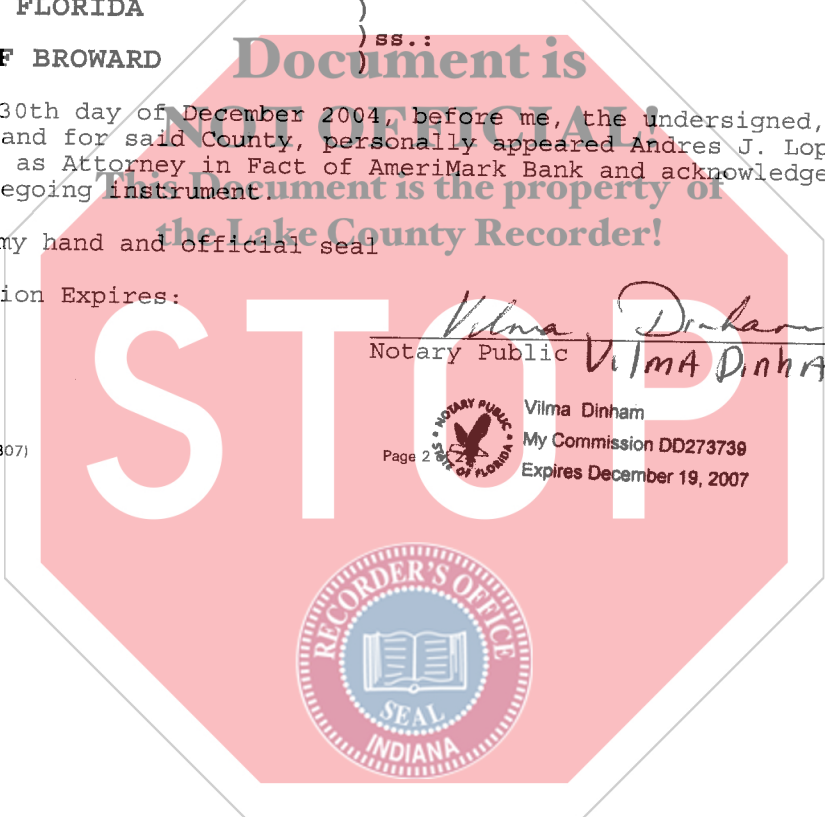 FLORIDA )
) ss.:
F BROWARD )
Document is
NOT OFFICIAL!
30th day of December 2004, before me, the undersigned,
and for said County, personally appeared Andres J. Lop
as Attorney in Fact of AmeriMark Bank and acknowledge
egoing instrument.
This Document is the property of
the Lake County Recorder!
my hand and official seal
ion Expires:
STOP
Vilma Dinham
Notary Public VilmA DinhA
NOTARY PUBLIC
STATE OF FLORIDA
Vilma Dinham
My Commission DD273739
Expires December 19, 2007
307)
Page 2
RECORDER'S OFFICE
SEAL
INDIANA